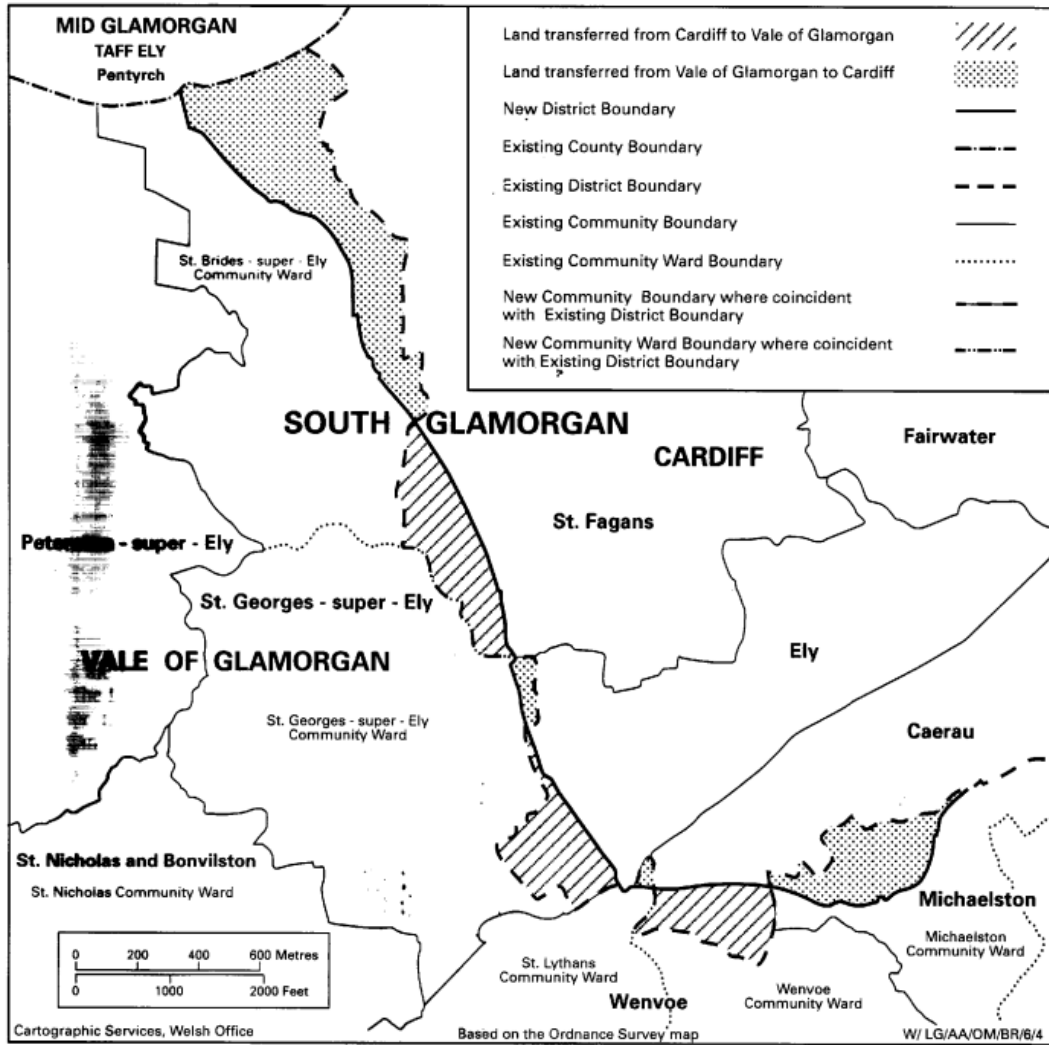 MID GLAMORGAN
TAFF ELY
Pentyrch
Land transferred from Cardiff to Vale of Glamorgan
Land transferred from Vale of Glamorgan to Cardiff
New District Boundary
Existing County Boundary
Existing District Boundary
Existing Community Boundary
Existing Community Ward Boundary
New Community Boundary where coincident
with Existing District Boundary
New Community Ward Boundary where coincident
with Existing District Boundary
St. Brides - super - Ely
Community Ward
SOUTH GLAMORGAN
CARDIFF
Fairwater
St. Fagans
- super - Ely
St. Georges - super - Ely
VALE OF GLAMORGAN
Ely
St. Georges - super - Ely
Community Ward
Caerau
St. Nicholas and Bonvilston
St. Nicholas Community Ward
Michaelston
Michaelston
Community Ward
St. Lythans
Community Ward
Wenvoe
Wenvoe
Community Ward
0 200 400 600 Metres
0 1000 2000 Feet
Cartographic Services, Welsh Office
Based on the Ordnance Survey map
W/ LG/AA/OM/BR/6/4